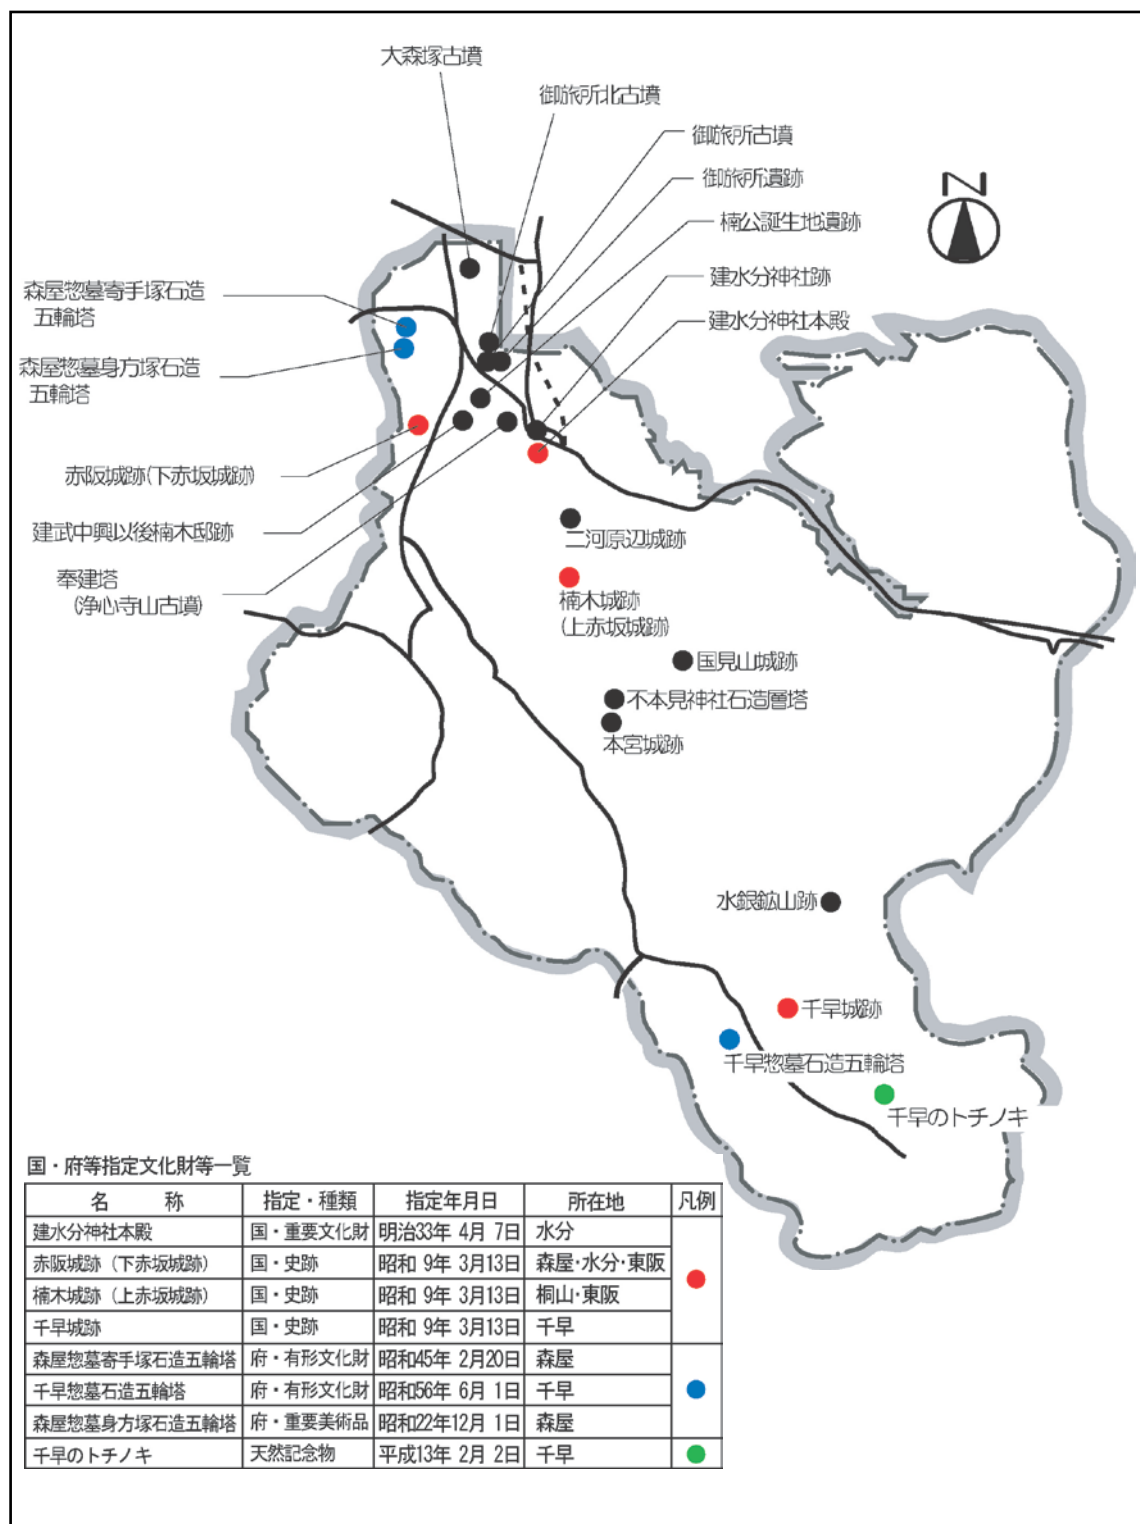 大森塚古墳
御旅所北古墳
御旅所古墳
御旅所遺跡
楠公誕生地遺跡
建水分神社跡
建水分神社本殿
N
森屋惣墓寄手塚石造
五輪塔
森屋惣墓身方塚石造
五輪塔
赤阪城跡(下赤坂城跡)
建武中興以後楠木邸跡
奉建塔
(浄心寺山古墳)
二河原辺城跡
楠木城跡
(上赤坂城跡)
国見山城跡
不本見神社石造層塔
本宮城跡
水銀鉱山跡
千早城跡
千早惣墓石造五輪塔
千早のトチノキ
国・府等指定文化財等一覧
名 称 指定・種類 指定年月日 所在地 凡例
建水分神社本殿 国・重要文化財 明治33年 4月 7日 水分
赤阪城跡（下赤坂城跡） 国・史跡 昭和 9年 3月13日 森屋・水分・東阪
楠木城跡（上赤坂城跡） 国・史跡 昭和 9年 3月13日 桐山・東阪
千早城跡 国・史跡 昭和 9年 3月13日 千早
森屋惣墓寄手塚石造五輪塔 府・有形文化財 昭和45年 2月20日 森屋
千早惣墓石造五輪塔 府・有形文化財 昭和56年 6月 1日 千早
森屋惣墓身方塚石造五輪塔 府・重要美術品 昭和22年12月 1日 森屋
千早のトチノキ 天然記念物 平成13年 2月 2日 千早